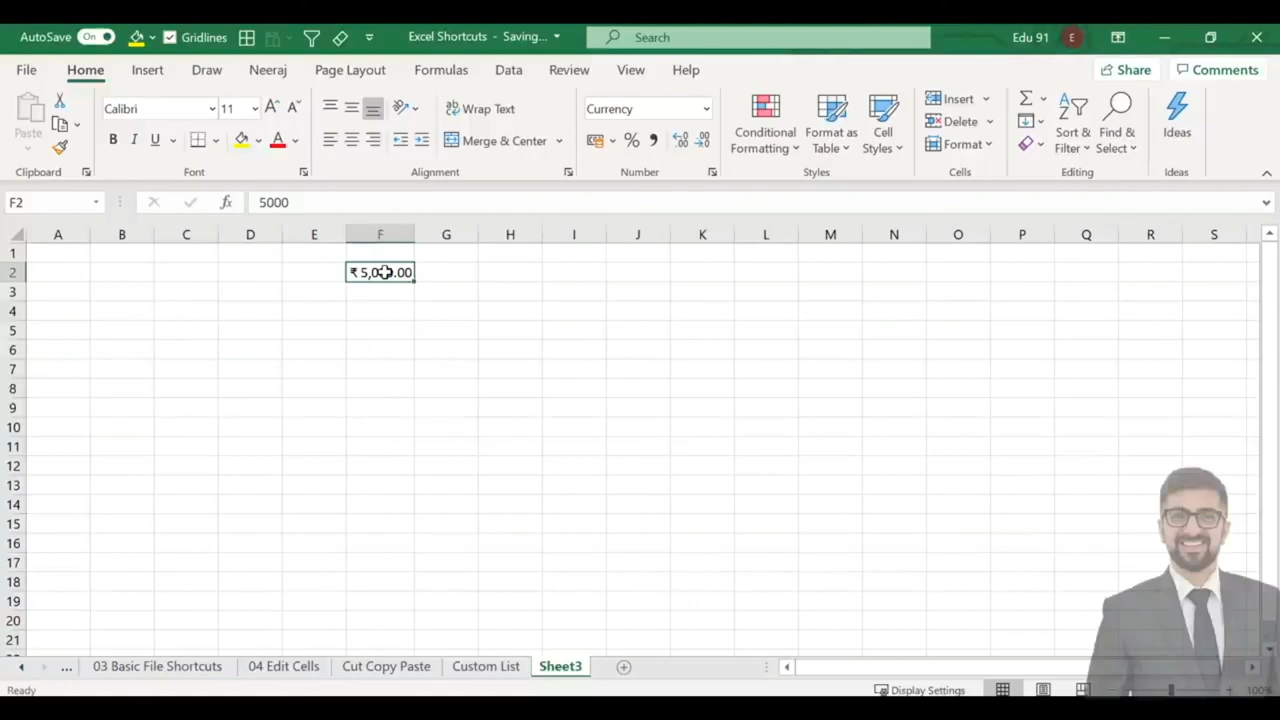 AutoSave On Gridlines Excel Shortcuts - Saving... Search Edu 91 E
File Home Insert Draw Neeraj Page Layout Formulas Data Review View Help Share Comments
Paste Calibri 11 A A Wrap Text Currency Conditional Formatting Format as Table Cell Styles Insert Sort & Filter Find & Select Ideas
Delete
B I U A Merge & Center % Format
Clipboard Font Alignment Number Styles Cells Editing Ideas
F2 fx 5000
A B C D E F G H I J K L M N O P Q R S
1
2 ₹ 5,0 .00
3
4
5
6
7
8
9
10
11
12
13
14
15
16
17
18
19
20
21
... 03 Basic File Shortcuts 04 Edit Cells Cut Copy Paste Custom List Sheet3
Ready Display Settings 100%